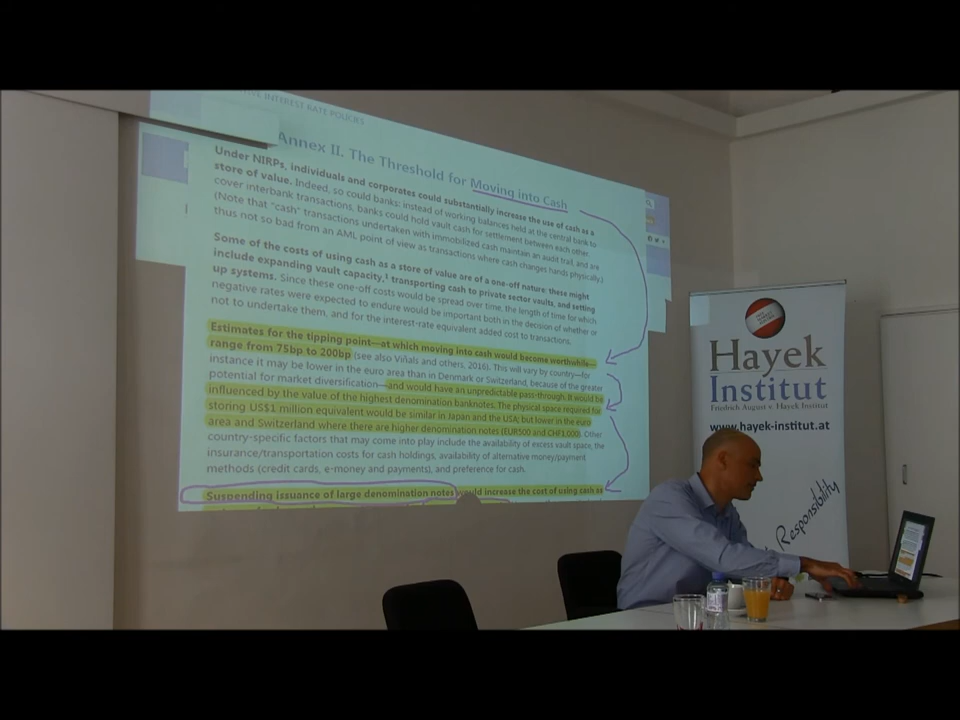 IVE INTEREST RATE POLICIES
Annex II. The Threshold for Moving into Cash
Under NIRPs, individuals and corporates could substantially increase the use of cash as a
store of value. Indeed, so could banks; instead of working balances held at the central bank to
cover interbank transactions, banks could hold vault cash for settlement between each other.
(Note that "cash" transactions undertaken with immobilized cash maintain an audit trail, and are
thus not so bad from an AML point of view as transactions where cash changes hands physically.)
Some of the costs of using cash as a store of value are of a one-off nature: these might
include expanding vault capacity,¹ transporting cash to private sector vaults, and setting
up systems. Since these one-off costs would be spread over time, the length of time for which
negative rates were expected to endure would be important both in the decision of whether or
not to undertake them, and for the interest-rate equivalent added cost to transactions.
Estimates for the tipping point—at which moving into cash would become worthwhile—
range from 75bp to 200bp (see also Viñals and others, 2016). This will vary by country—for
instance it may be lower in the euro area than in Denmark or Switzerland, because of the greater
potential for market diversification—and would have an unpredictable pass-through. It would be
influenced by the value of the highest denomination banknotes. The physical space required for
storing US$1 million equivalent would be similar in Japan and the USA; but lower in the euro
area and Switzerland where there are higher denomination notes (EUR500 and CHF1,000). Other
country-specific factors that may come into play include the availability of excess vault space, the
insurance/transportation costs for cash holdings, availability of alternative money/payment
methods (credit cards, e-money and payments), and preference for cash.
Suspending issuance of large denomination notes would increase the cost of using cash as
Hayek
Institut
Friedrich August v. Hayek Institut
www.hayek-institut.at
Responsibility